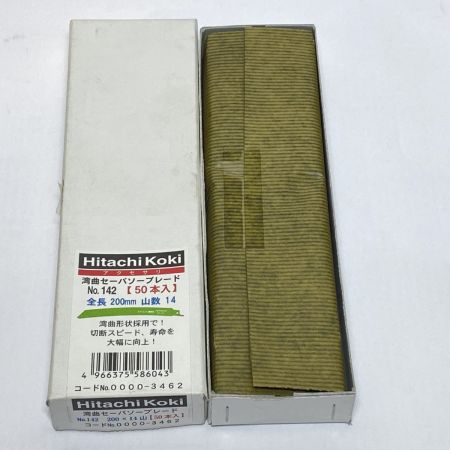 Hitachi Koki
アクセサリ
湾曲セーバソーブレード
No.142 【50本入】
全長 200mm 山数 14
湾曲形状採用で！
切断スピード、寿命を
大幅に向上！
4 966375 586043
コードNo.0000-3462
湾曲セーバソーブレード
No.142 200×14山【50本入】
コードNo.0000-3462